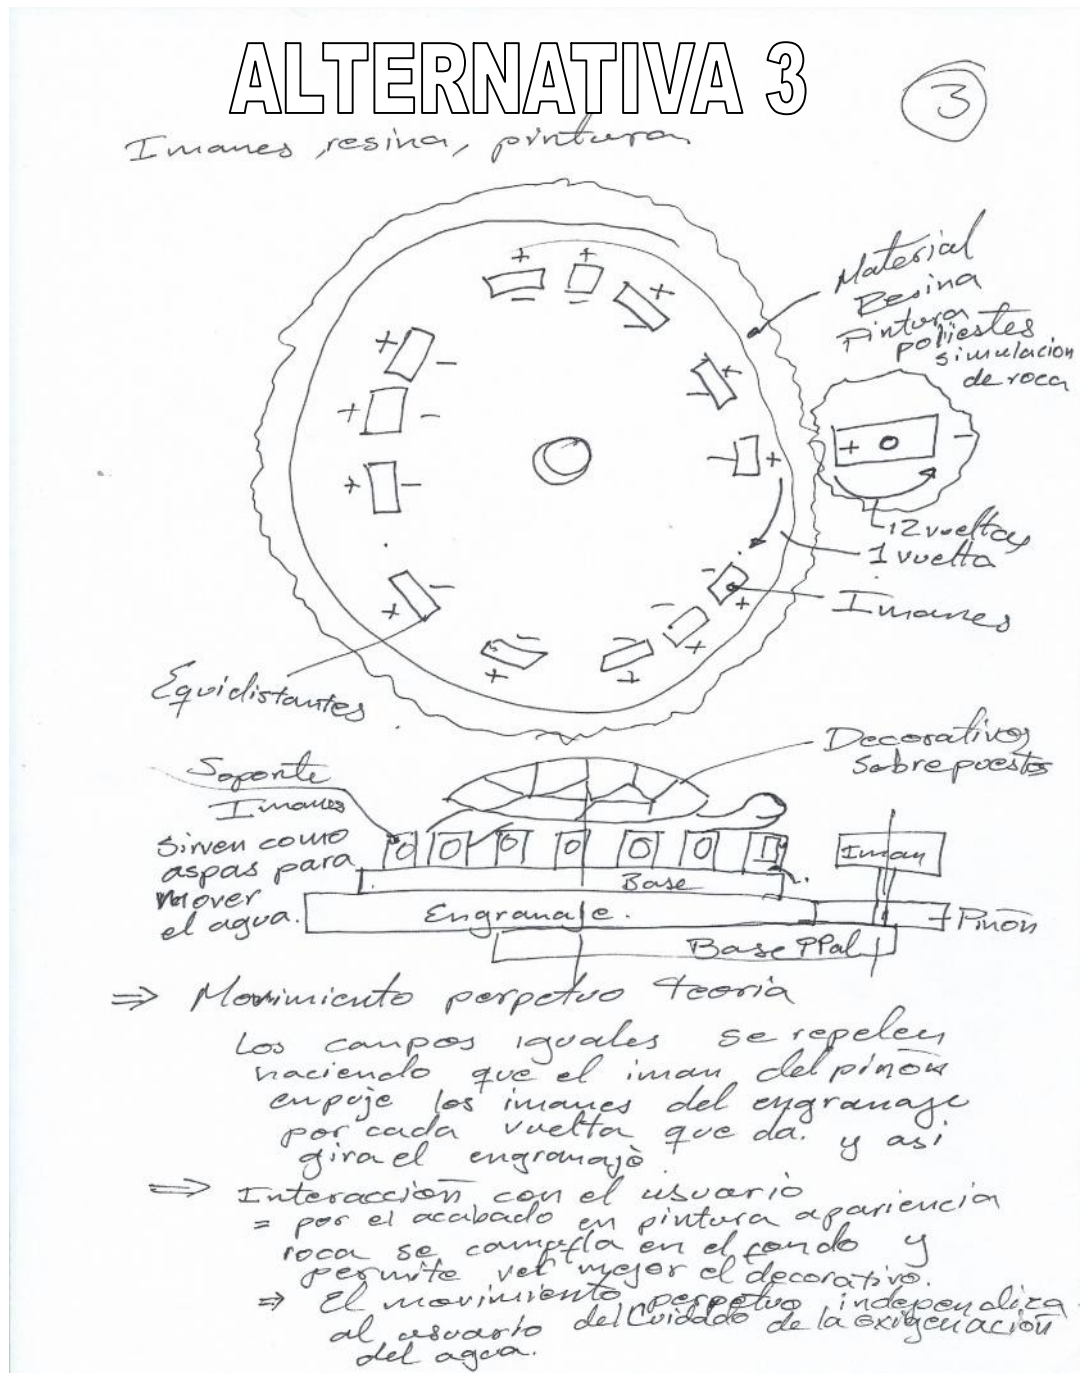 ALTERNATIVA 3
3
Imanes, resina, pintura
Material
Resina
Pintura
poliestes
simulacion
de roca
+ -
+ -
+ -
+ -
+ -
+ -
+ -
+ -
+ -
+ -
+ -
+ -
+ -
12 vueltas
1 vuelta
Imanes
Equidistantes
Decorativos
Sobrepuestos
Soporte
Imanes
Sirven como
aspas para
Mover
el agua.
Iman
Base
Engranaje.
Piñon
Base PPal
⇒ Movimiento perpetuo teoria
Los campos iguales se repelen
haciendo que el iman del piñon
empuje los imanes del engranaje
por cada vuelta que da. y asi
gira el engranaje
⇒ Interaccion con el usuario
= por el acabado en pintura apariencia
roca se camufla en el fondo y
permite ver mejor el decorativo.
⇒ El movimiento perpetuo independiza
al usuario del Cuidado de la oxigenación
del agua.